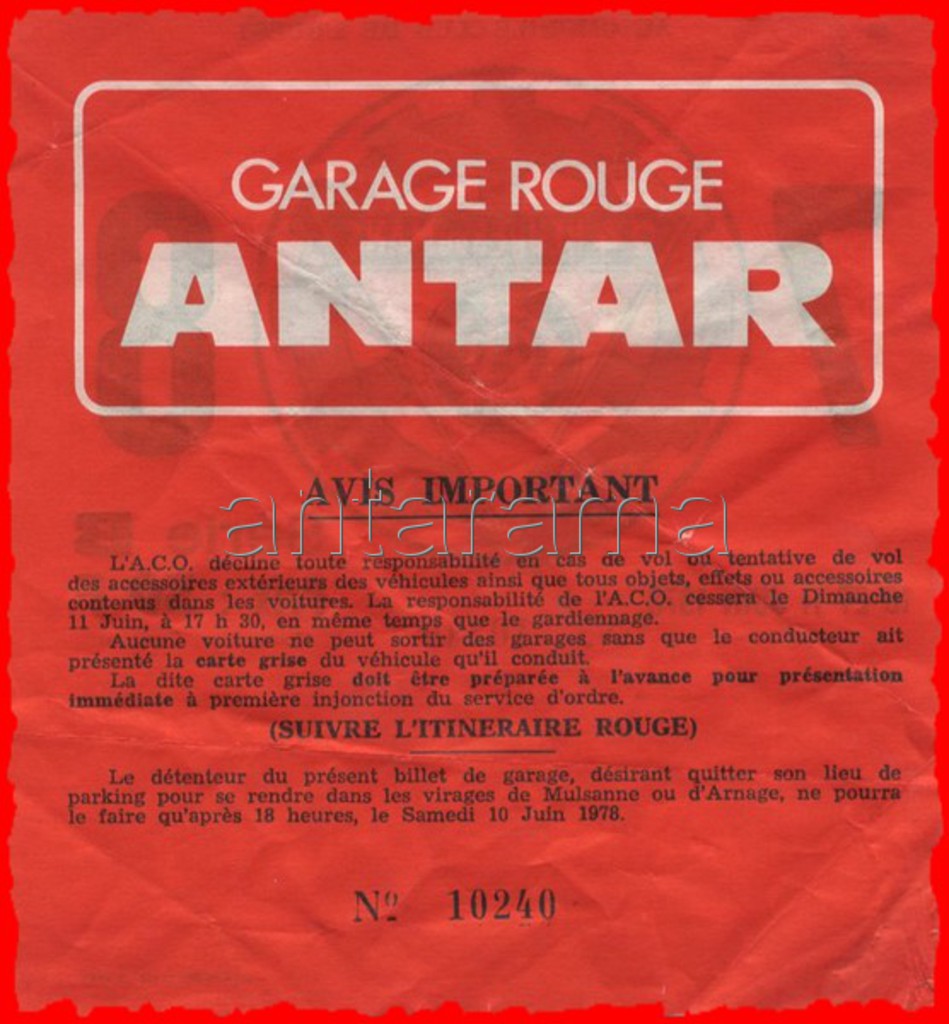 GARAGE ROUGE
ANTAR
AVIS IMPORTANT
antarama
L'A.C.O. décline toute responsabilité en cas de vol ou tentative de vol
des accessoires extérieurs des véhicules ainsi que tous objets, effets ou accessoires
contenus dans les voitures. La responsabilité de l'A.C.O. cessera le Dimanche
11 Juin, à 17 h 30, en même temps que le gardiennage.
Aucune voiture ne peut sortir des garages sans que le conducteur ait
présenté la carte grise du véhicule qu'il conduit.
La dite carte grise doit être préparée à l'avance pour présentation
immédiate à première injonction du service d'ordre.
(SUIVRE L'ITINERAIRE ROUGE)
Le détenteur du présent billet de garage, désirant quitter son lieu de
parking pour se rendre dans les virages de Mulsanne ou d'Arnage, ne pourra
le faire qu'après 18 heures, le Samedi 10 Juin 1978.
Nº 10240